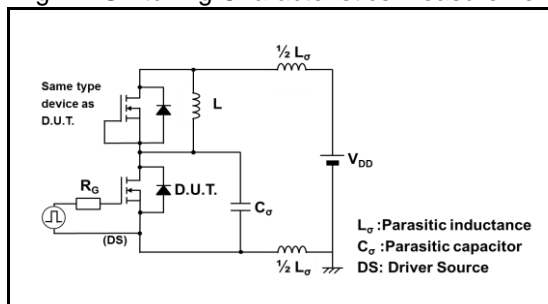 ½ Lσ
Same type
device as
D.U.T.
L
VDD
RG
D.U.T.
Cσ
(DS)
½ Lσ
Lσ :Parasitic inductance
Cσ :Parasitic capacitor
DS: Driver Source